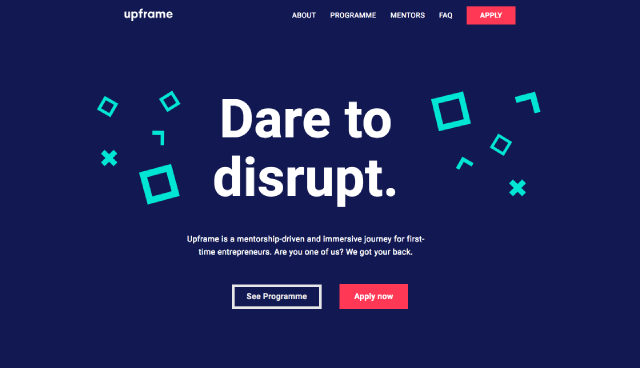 upframe
ABOUT PROGRAMME MENTORS FAQ APPLY
Dare to
disrupt.
Upframe is a mentorship-driven and immersive journey for first-
time entrepreneurs. Are you one of us? We got your back.
See Programme Apply now